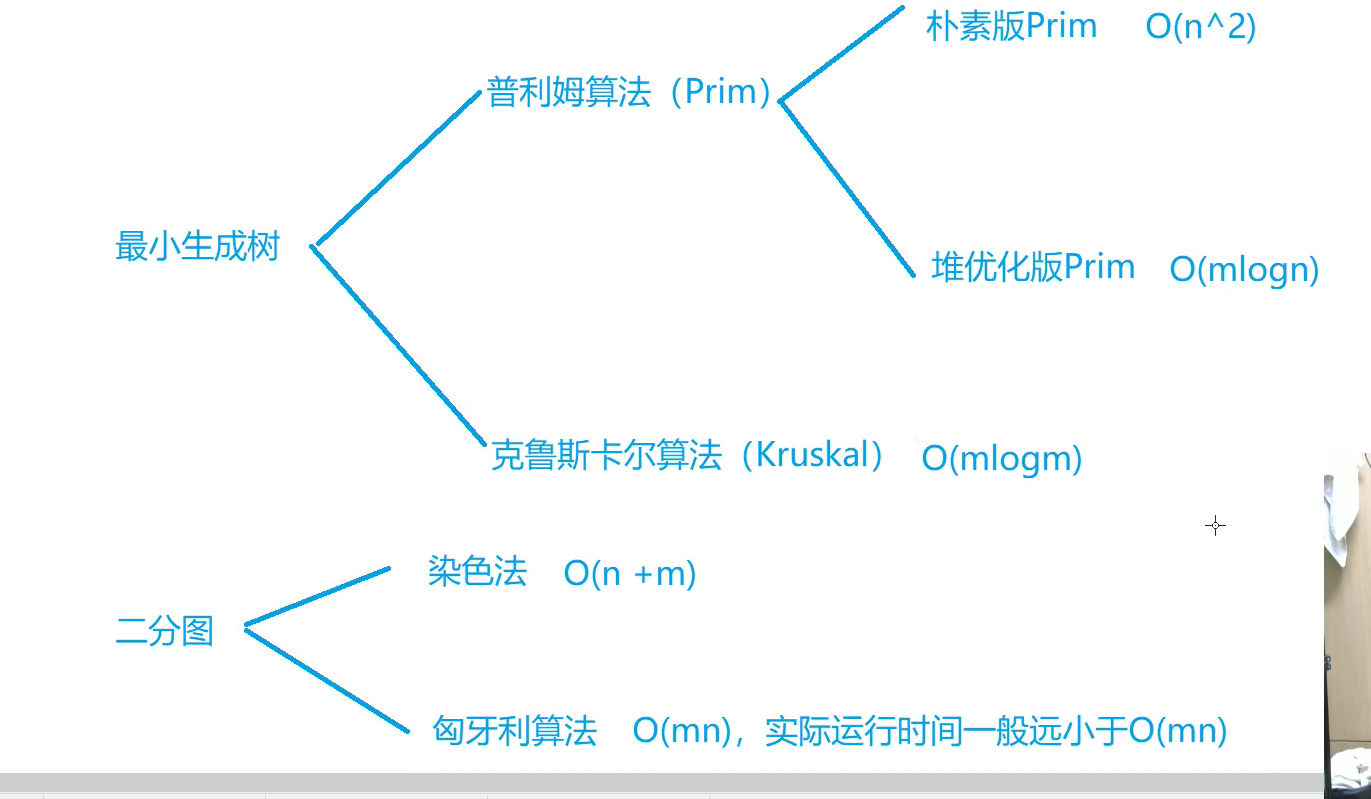 朴素版Prim O(n^2)
普利姆算法（Prim）
最小生成树
堆优化版Prim O(mlogn)
克鲁斯卡尔算法（Kruskal） O(mlogm)
染色法 O(n +m)
二分图
匈牙利算法 O(mn)，实际运行时间一般远小于O(mn)